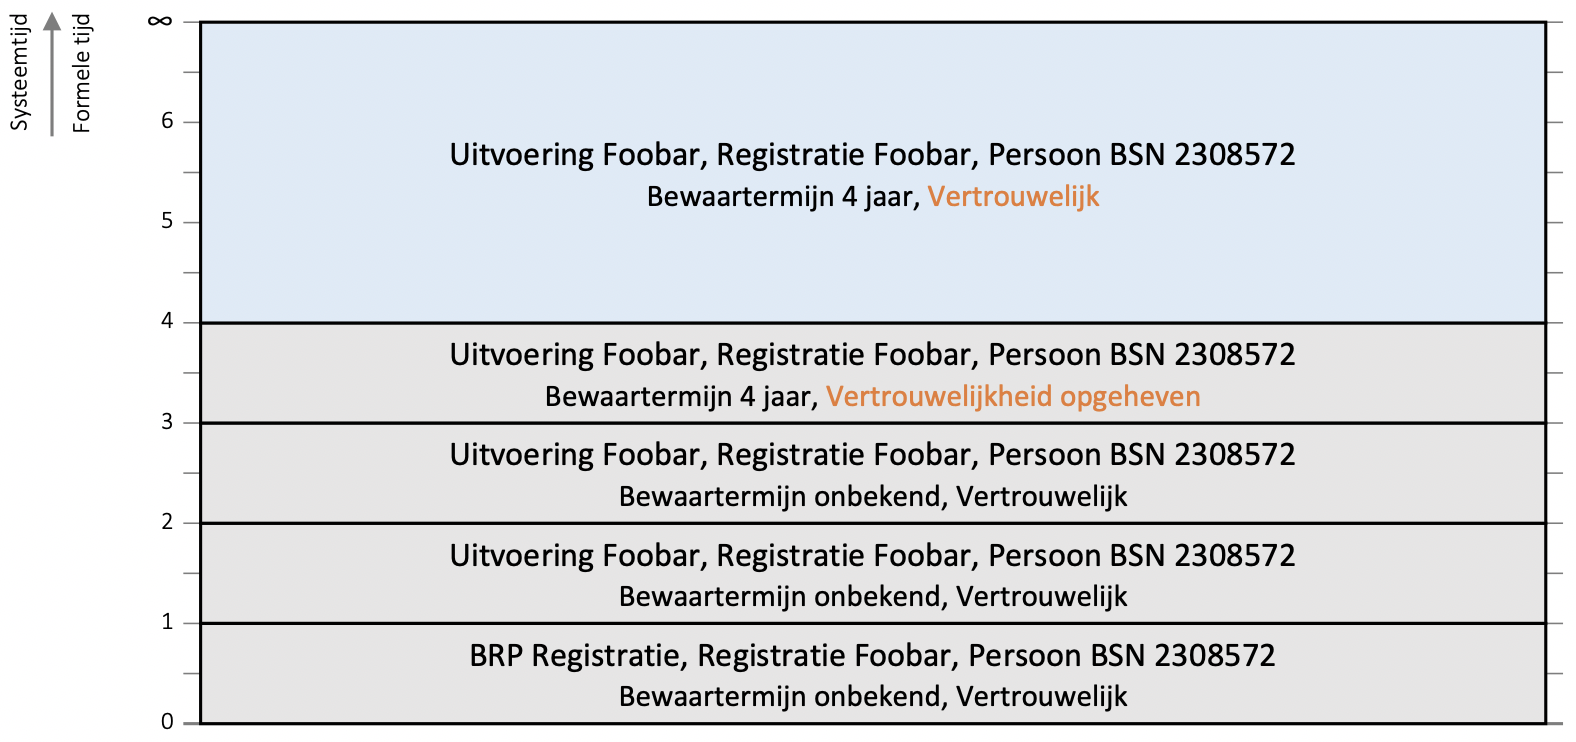 Systeemtijd
Formele tijd
∞
Uitvoering Foobar, Registratie Foobar, Persoon BSN 2308572
Bewaartermijn 4 jaar, Vertrouwelijk
6
5
4
Uitvoering Foobar, Registratie Foobar, Persoon BSN 2308572
Bewaartermijn 4 jaar, Vertrouwelijkheid opgeheven
3
Uitvoering Foobar, Registratie Foobar, Persoon BSN 2308572
Bewaartermijn onbekend, Vertrouwelijk
2
Uitvoering Foobar, Registratie Foobar, Persoon BSN 2308572
Bewaartermijn onbekend, Vertrouwelijk
1
BRP Registratie, Registratie Foobar, Persoon BSN 2308572
Bewaartermijn onbekend, Vertrouwelijk
0